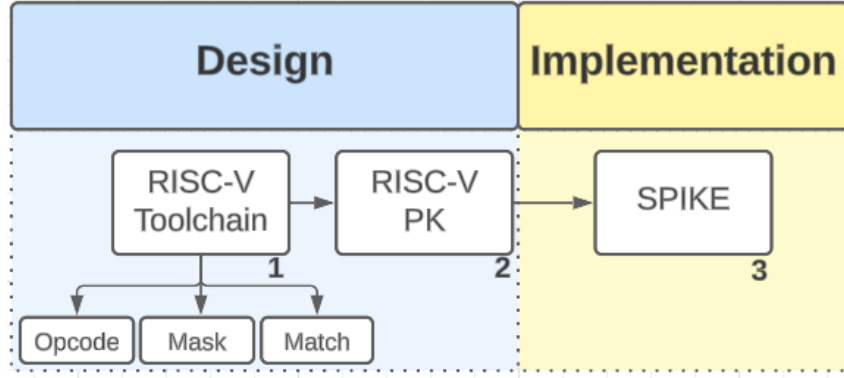 Design
Implementation
RISC-V
Toolchain
1
RISC-V
PK
2
SPIKE
3
Opcode
Mask
Match